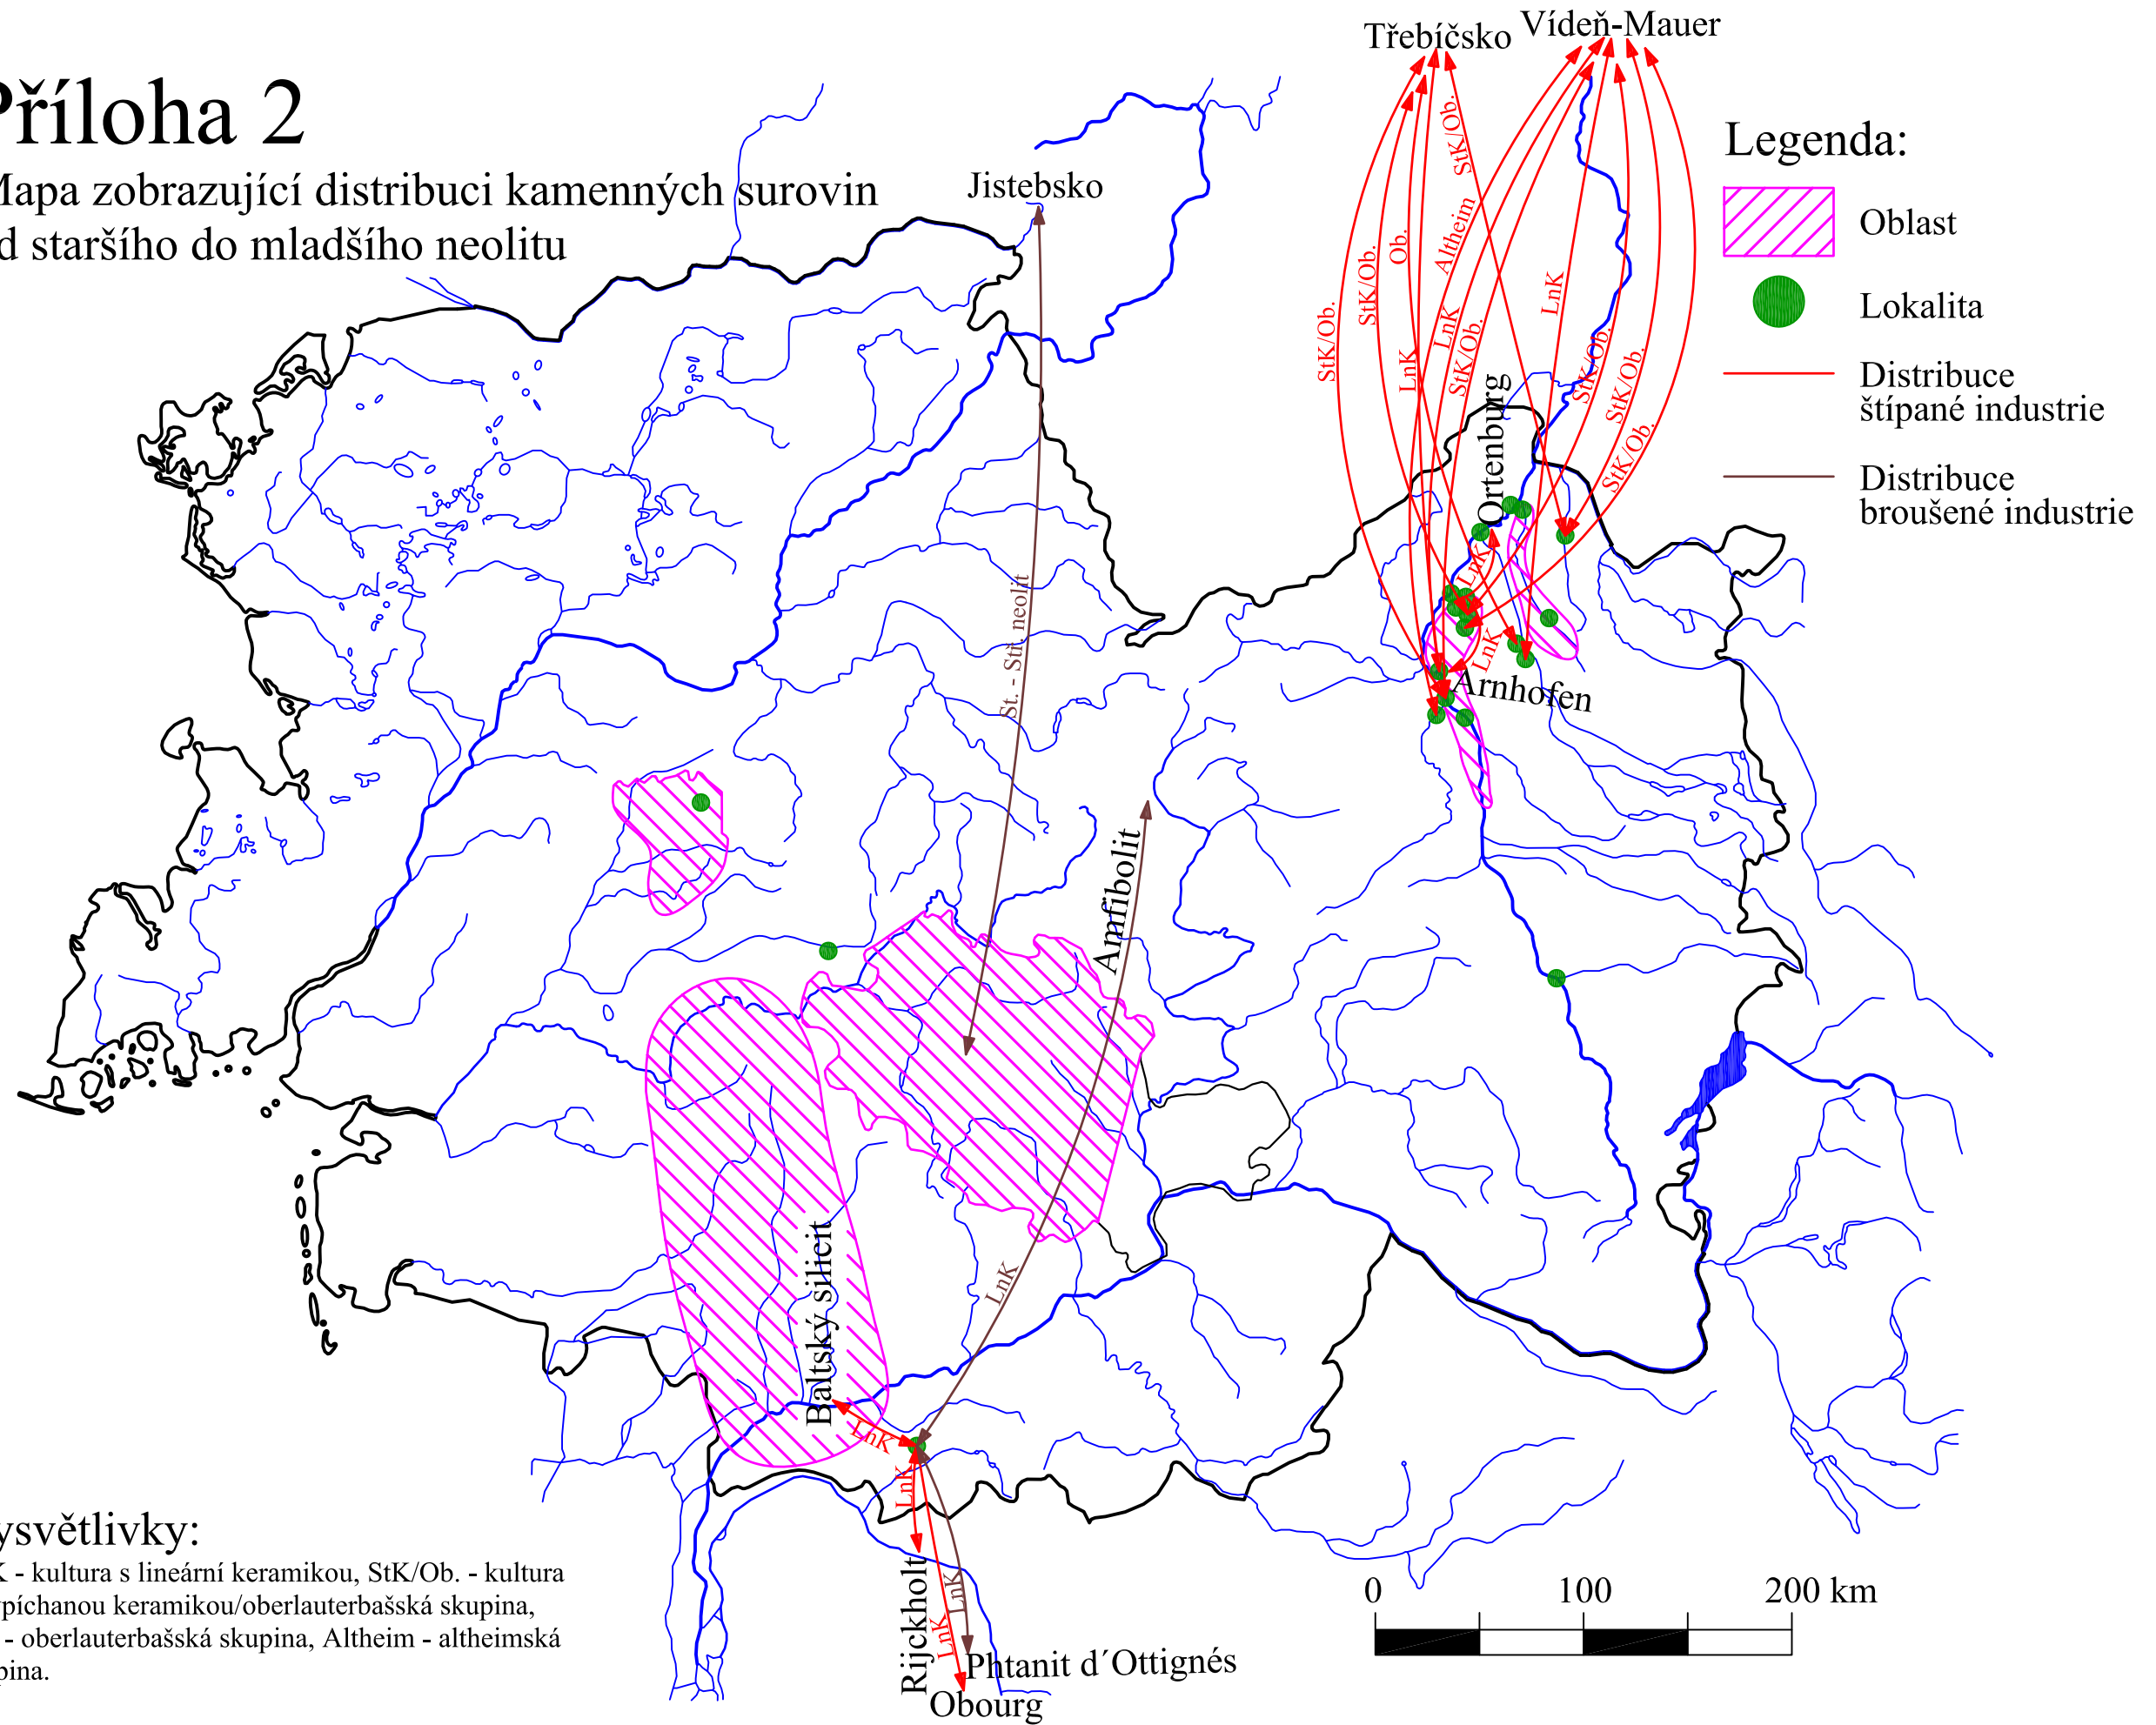 Příloha 2
Mapa zobrazující distribuci kamenných surovin
d staršího do mladšího neolitu
Třebíčsko
Vídeň-Mauer
Jistebsko
Legenda:
Oblast
Lokalita
Distribuce
štípané industrie
Distribuce
broušené industrie
StK/Ob.
StK/Ob.
Ob.
LnK
StK/Ob.
Altheim
LnK
StK/Ob.
LnK
StK/Ob.
StK/Ob.
StK/Ob.
Ortenburg
LnK
LnK
Arnhofen
St. - Stř. neolit
Amfibolit
LnK
Baltský silicit
LnK
LnK
LnK
LnK
Rijckholt
Phtanit d´Ottignés
Obourg
0 100 200 km
ysvětlivky:
K - kultura s lineární keramikou, StK/Ob. - kultura
ypíchanou keramikou/oberlauterbašská skupina,
- oberlauterbašská skupina, Altheim - altheimská
pina.